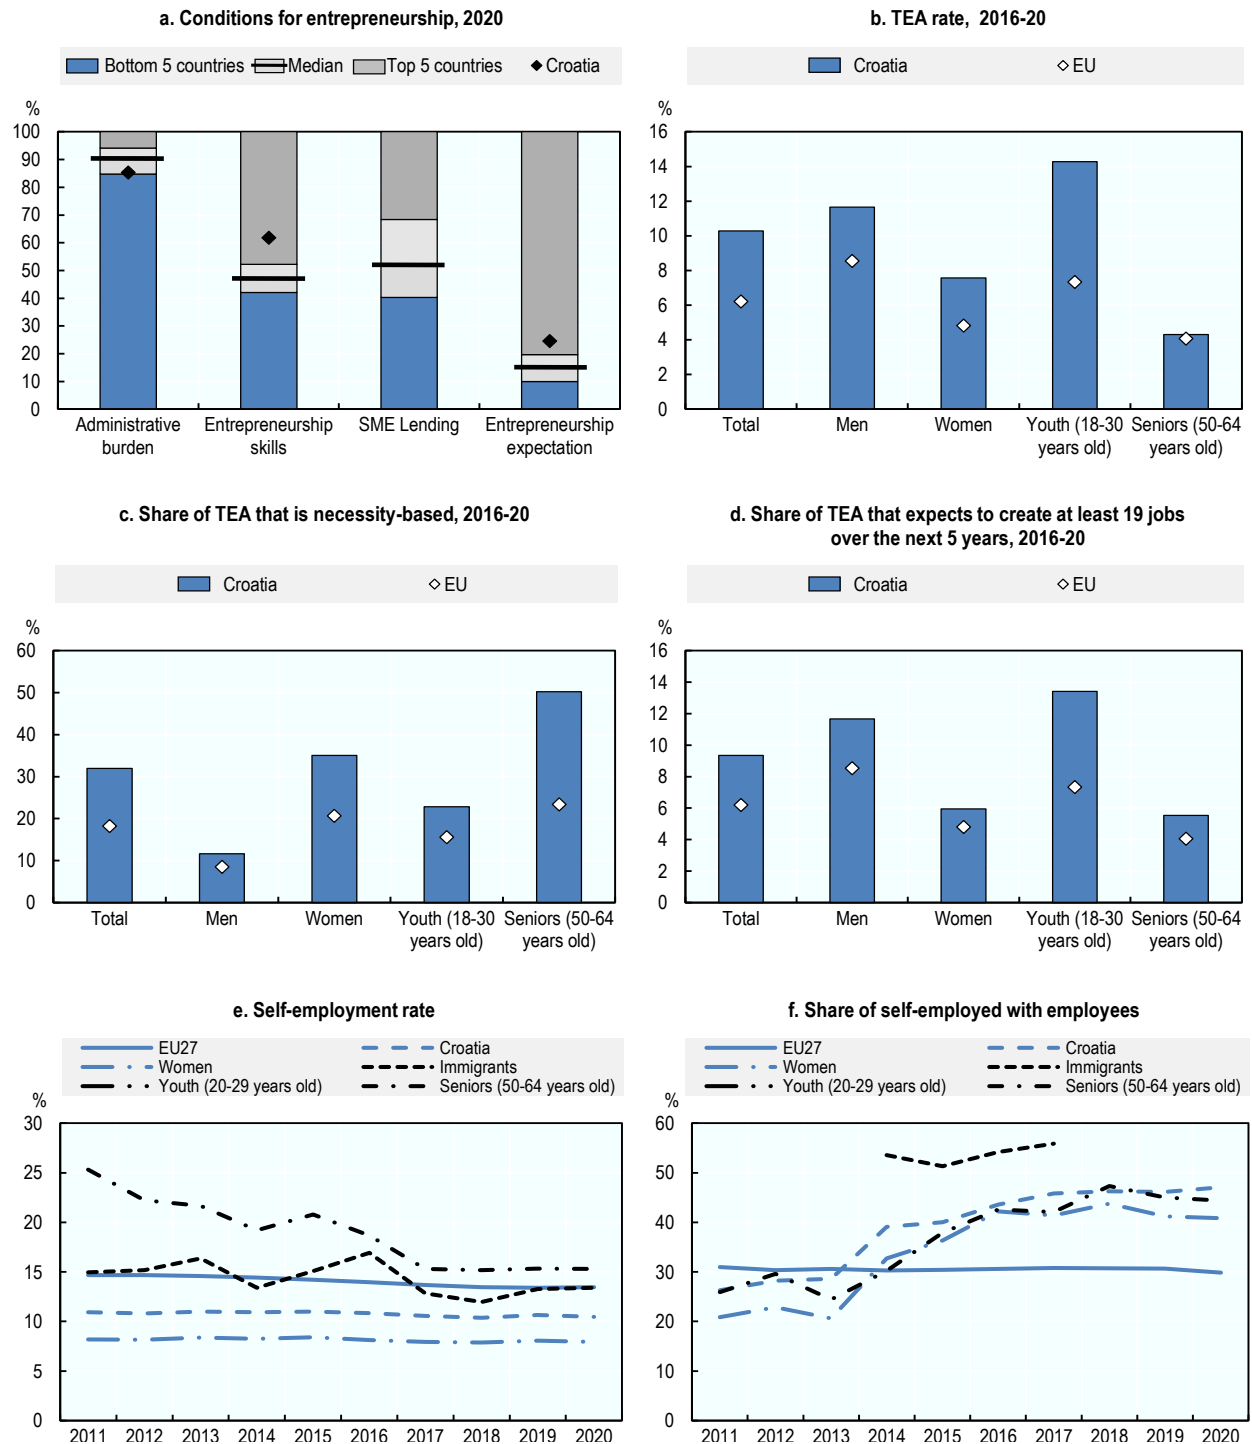 a. Conditions for entrepreneurship, 2020
Bottom 5 countries Median Top 5 countries Croatia
%
100
90
80
70
60
50
40
30
20
10
0
Administrative burden
Entrepreneurship skills
SME Lending
Entrepreneurship expectation
b. TEA rate, 2016-20
Croatia EU
%
16
14
12
10
8
6
4
2
0
Total
Men
Women
Youth (18-30 years old)
Seniors (50-64 years old)
c. Share of TEA that is necessity-based, 2016-20
Croatia EU
%
60
50
40
30
20
10
0
Total
Men
Women
Youth (18-30 years old)
Seniors (50-64 years old)
d. Share of TEA that expects to create at least 19 jobs
over the next 5 years, 2016-20
Croatia EU
%
16
14
12
10
8
6
4
2
0
Total
Men
Women
Youth (18-30 years old)
Seniors (50-64 years old)
e. Self-employment rate
EU27 Croatia
Women Immigrants
Youth (20-29 years old) Seniors (50-64 years old)
%
30
25
20
15
10
5
0
2011 2012 2013 2014 2015 2016 2017 2018 2019 2020
f. Share of self-employed with employees
EU27 Croatia
Women Immigrants
Youth (20-29 years old) Seniors (50-64 years old)
%
60
50
40
30
20
10
0
2011 2012 2013 2014 2015 2016 2017 2018 2019 2020